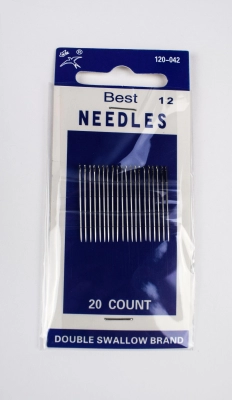 120-042
Best 12
NEEDLES
20 COUNT
DOUBLE SWALLOW BRAND